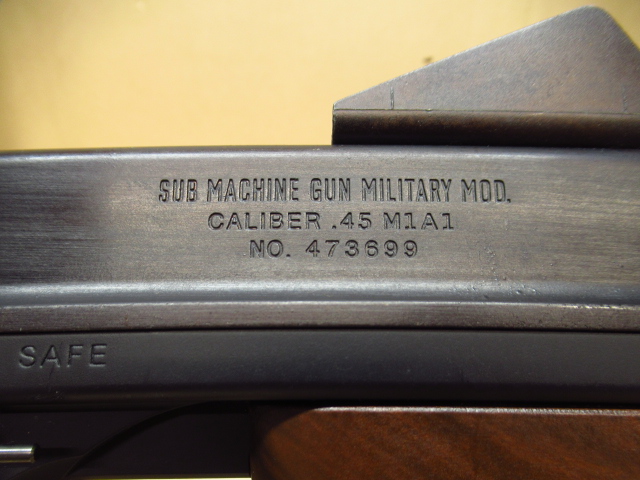 SUB MACHINE GUN MILITARY MOD.
CALIBER .45 M1A1
NO. 473699
SAFE